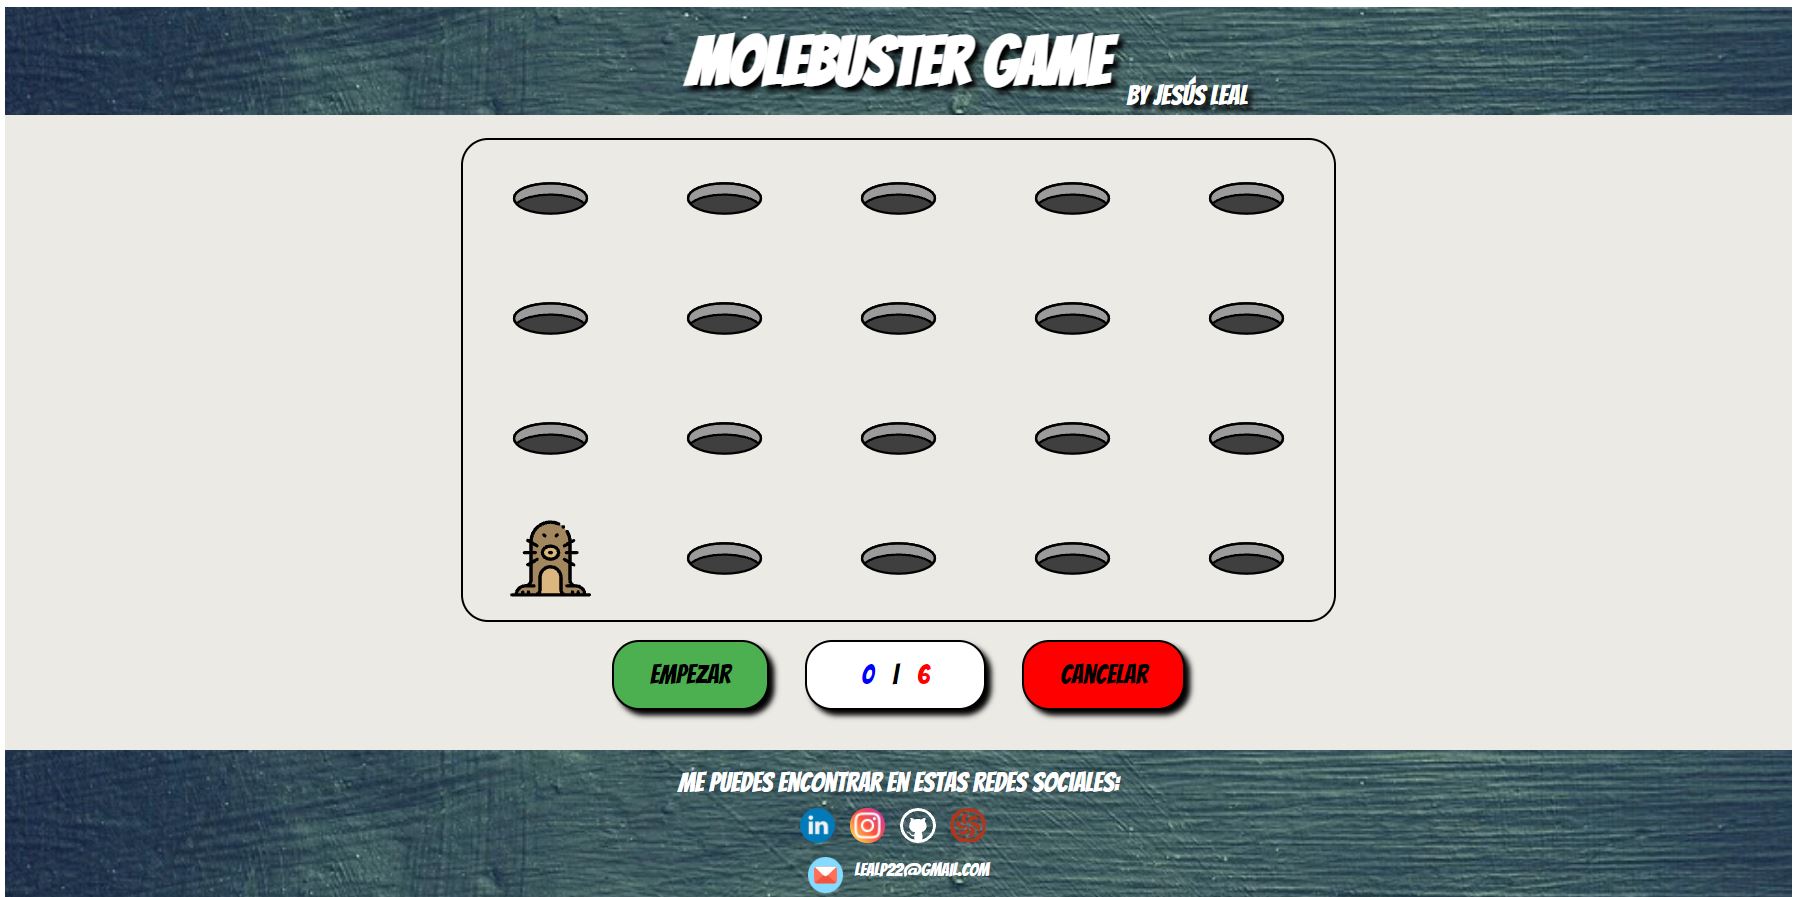 MOLEBUSTER GAME
BY JESÚS LEAL
EMPEZAR
0 / 6
CANCELAR
ME PUEDES ENCONTRAR EN ESTAS REDES SOCIALES:
in
LEALP22@GMAIL.COM